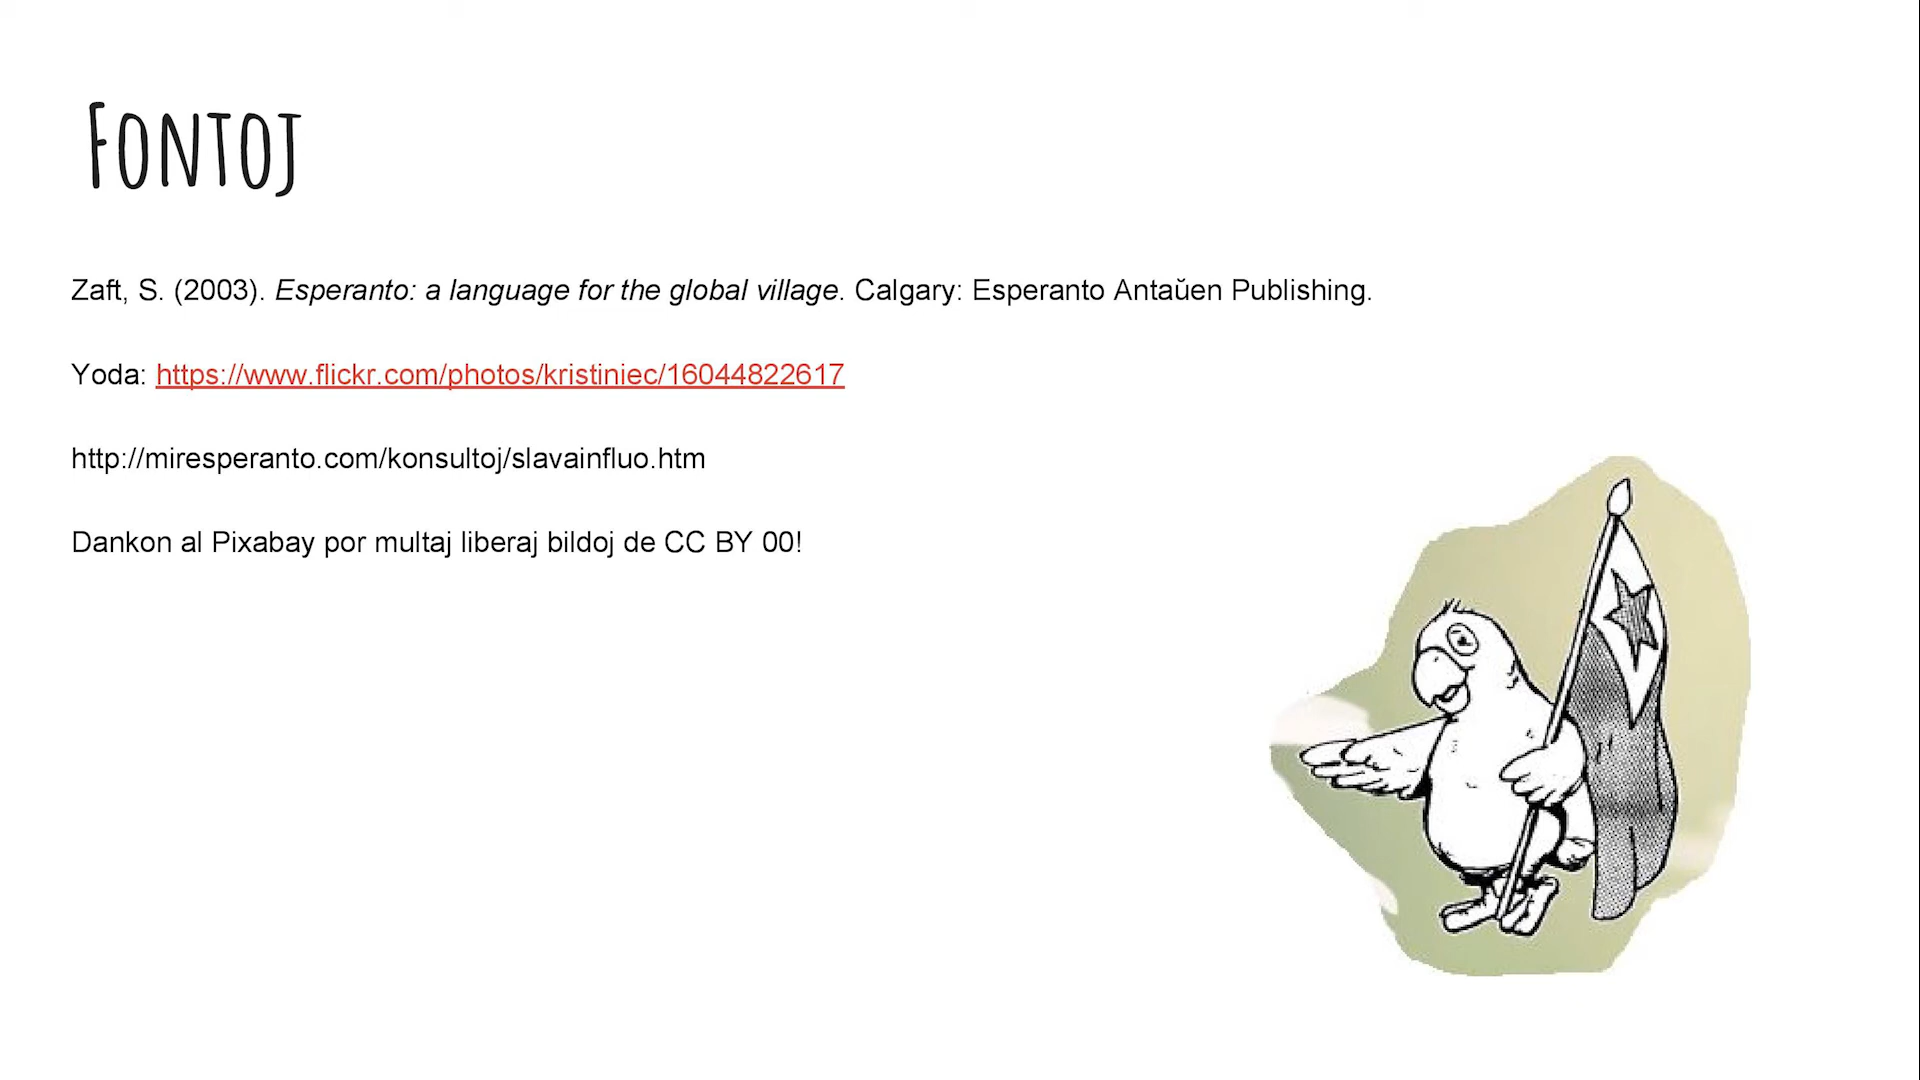 Fontoj
Zaft, S. (2003). Esperanto: a language for the global village. Calgary: Esperanto Antaŭen Publishing.
Yoda: https://www.flickr.com/photos/kristiniec/16044822617
http://miresperanto.com/konsultoj/slavainfluo.htm
Dankon al Pixabay por multaj liberaj bildoj de CC BY 00!